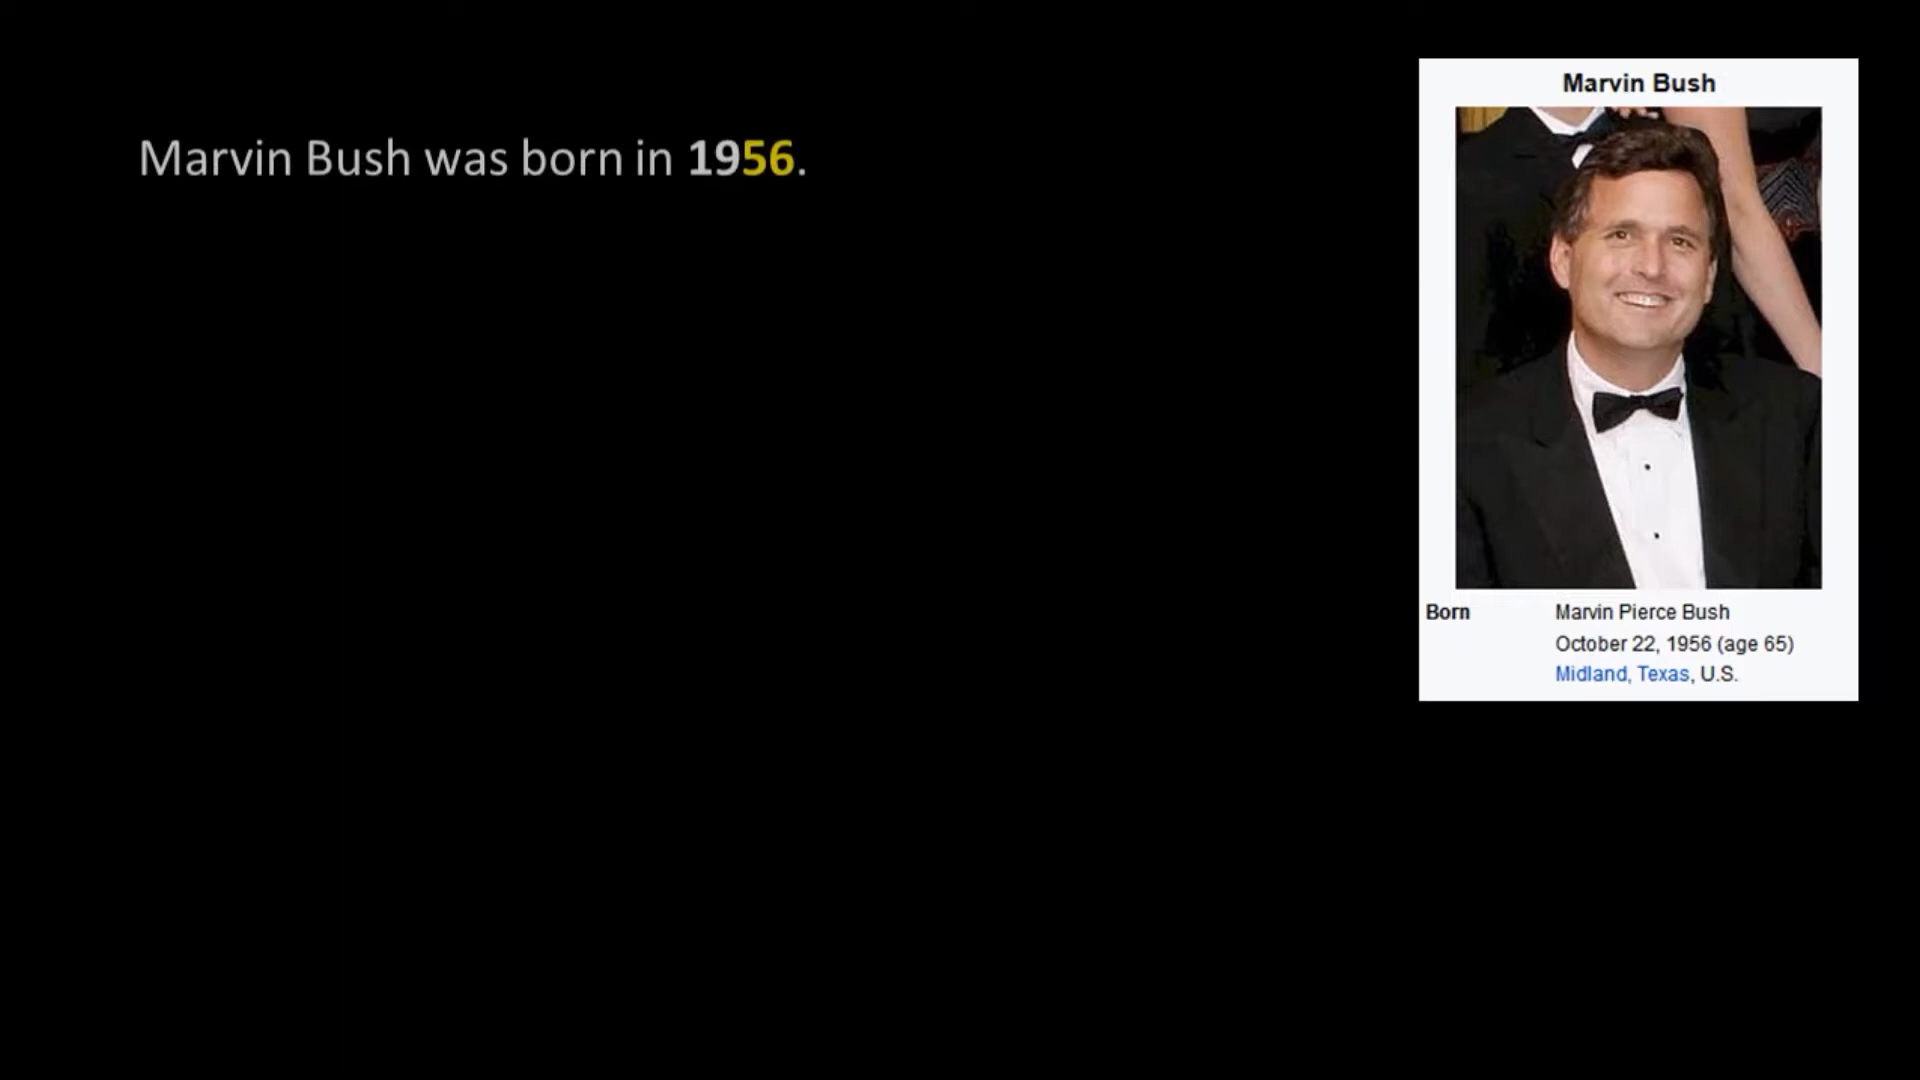 Marvin Bush was born in 1956.
Marvin Bush
Born Marvin Pierce Bush
October 22, 1956 (age 65)
Midland, Texas, U.S.